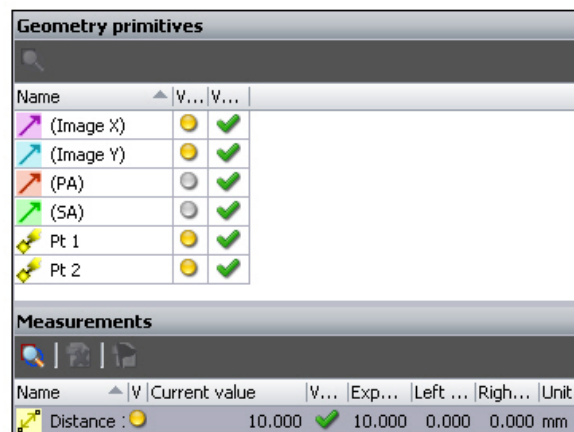 Geometry primitives
Name V... V...
(Image X)
(Image Y)
(PA)
(SA)
Pt 1
Pt 2
Measurements
Name V Current value V... Exp... Left ... Righ... Unit
Distance : 10.000 10.000 0.000 0.000 mm